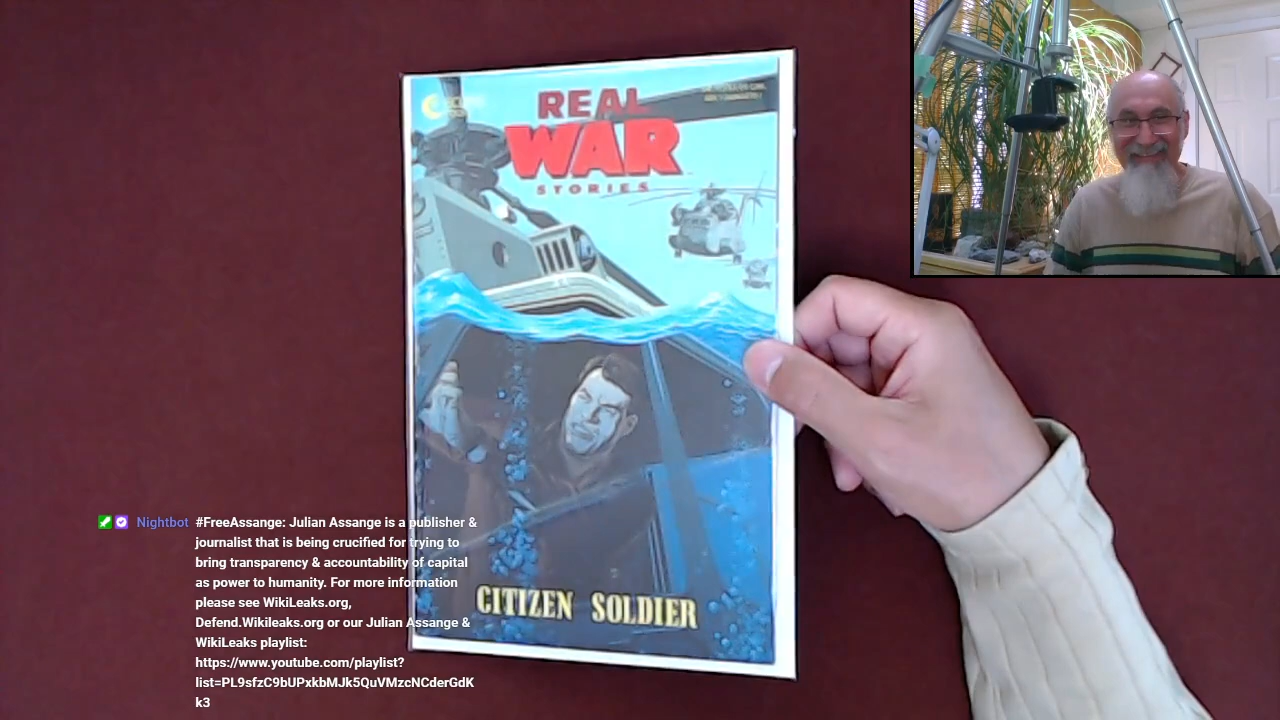 REAL
WAR
STORIES
CITIZEN SOLDIER
Nightbot #FreeAssange: Julian Assange is a publisher &
journalist that is being crucified for trying to
bring transparency & accountability of capital
as power to humanity. For more information
please see WikiLeaks.org,
Defend.Wikileaks.org or our Julian Assange &
WikiLeaks playlist:
https://www.youtube.com/playlist?
list=PL9sfzC9bUPxkbMJk5QuVMzcNCderGdK
k3